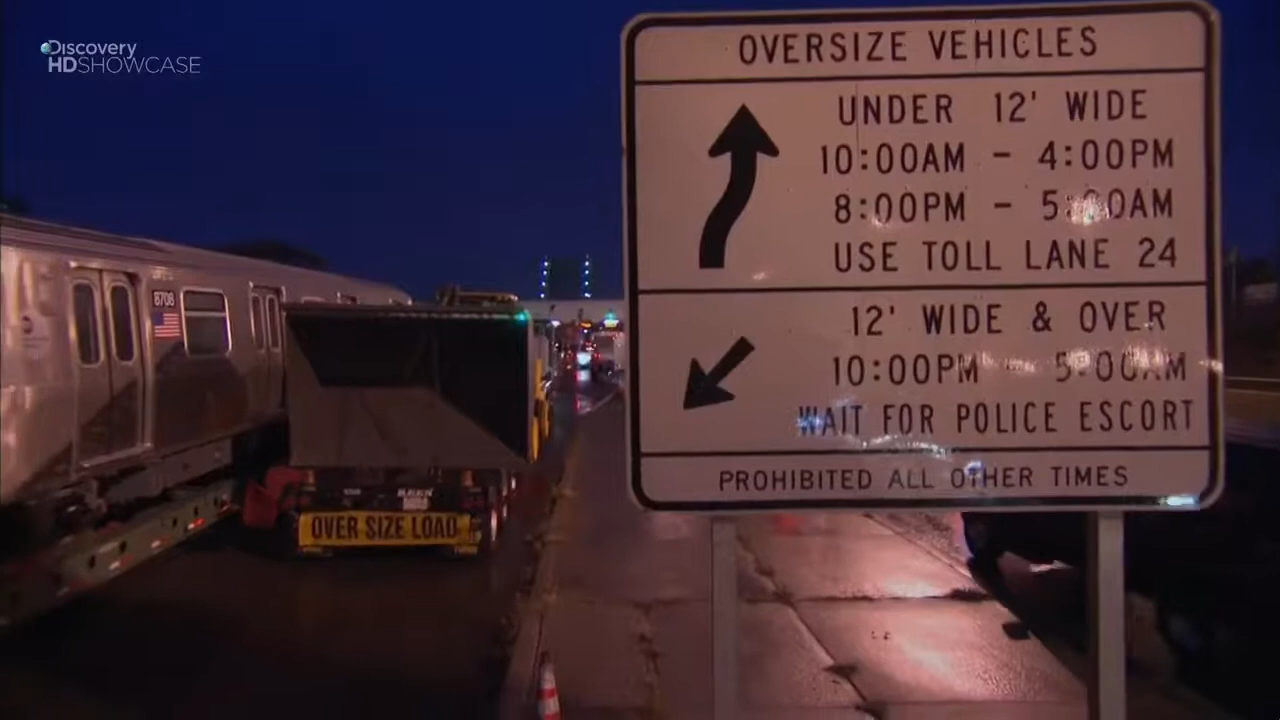 Discovery
HDSHOWCASE
OVERSIZE VEHICLES
UNDER 12' WIDE
10:00AM - 4:00PM
8:00PM - 5:00AM
USE TOLL LANE 24
12' WIDE & OVER
10:00PM - 5:00AM
WAIT FOR POLICE ESCORT
PROHIBITED ALL OTHER TIMES
8708
OVER SIZE LOAD